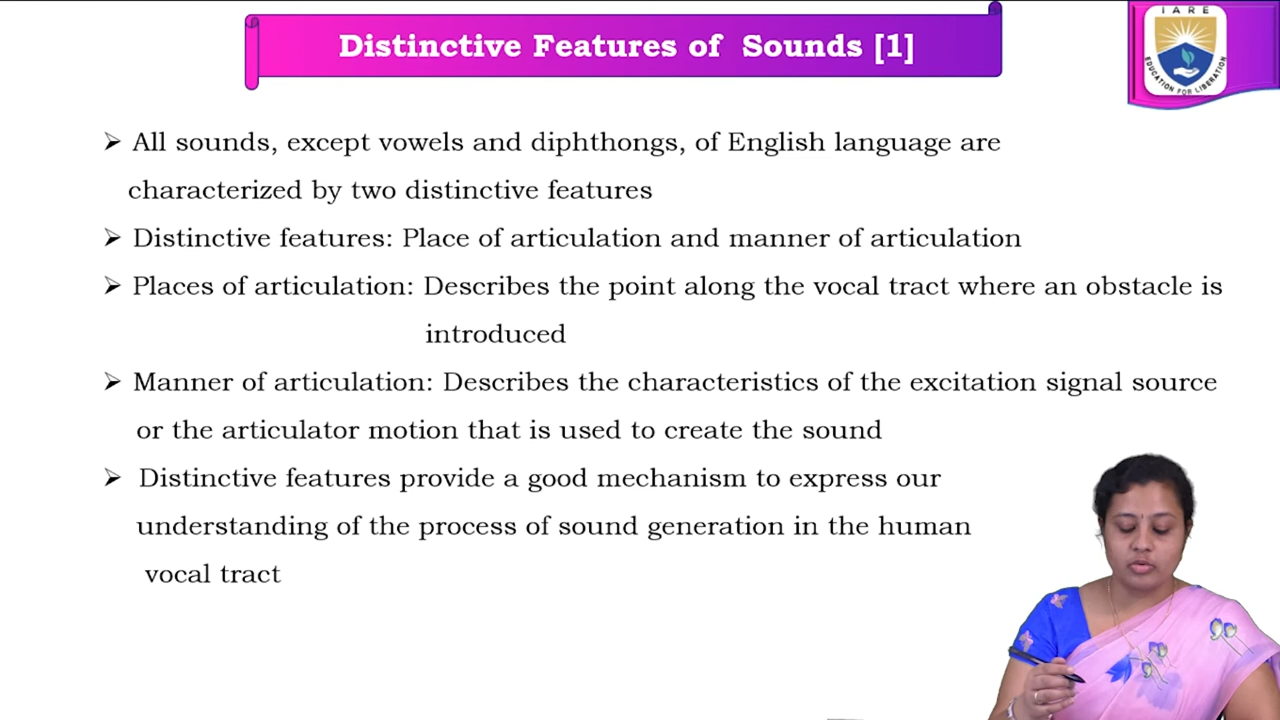 Distinctive Features of Sounds [1]
IARE
EDUCATION FOR LIBERATION
➢ All sounds, except vowels and diphthongs, of English language are
characterized by two distinctive features
➢ Distinctive features: Place of articulation and manner of articulation
➢ Places of articulation: Describes the point along the vocal tract where an obstacle is
introduced
➢ Manner of articulation: Describes the characteristics of the excitation signal source
or the articulator motion that is used to create the sound
➢ Distinctive features provide a good mechanism to express our
understanding of the process of sound generation in the human
vocal tract